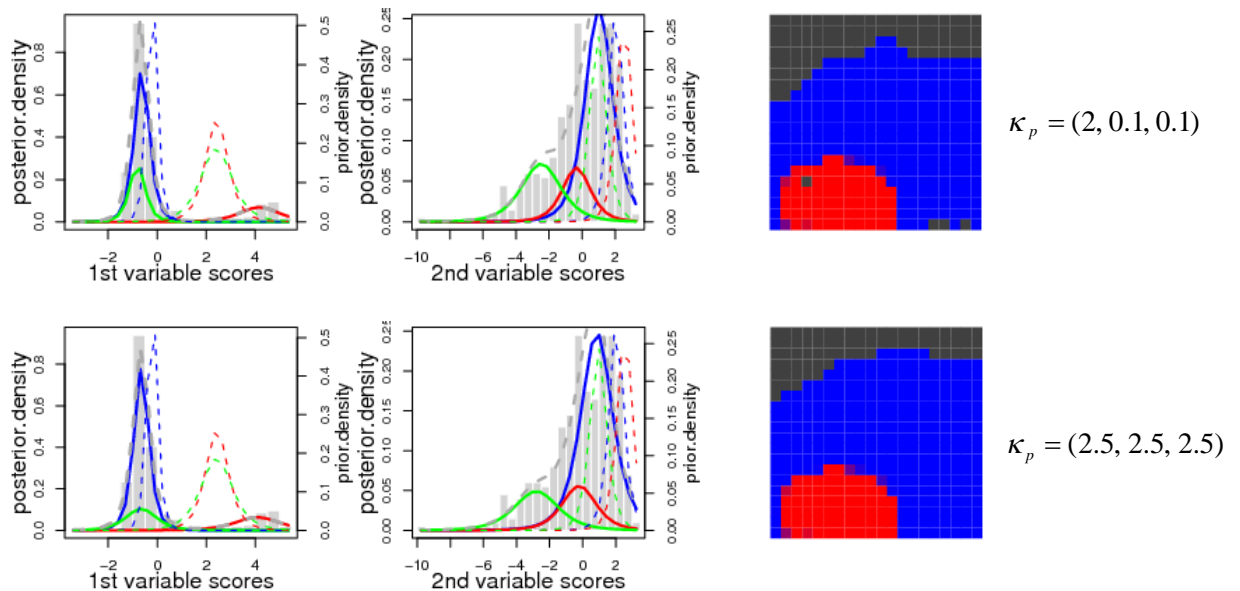 posterior.density
0.0 0.2 0.4 0.6 0.8
0.0 0.1 0.2 0.3 0.4 0.5
prior.density
-2 0 2 4
1st variable scores
posterior.density
0.00 0.05 0.10 0.15 0.20 0.25
0.00 0.05 0.10 0.15 0.20 0.25
prior.density
-10 -8 -6 -4 -2 0 2
2nd variable scores
κp = (2, 0.1, 0.1)
posterior.density
0.0 0.2 0.4 0.6 0.8
0.0 0.1 0.2 0.3 0.4 0.5
prior.density
-2 0 2 4
1st variable scores
posterior.density
0.00 0.05 0.10 0.15 0.20 0.25
0.00 0.05 0.10 0.15 0.20 0.25
prior.density
-10 -8 -6 -4 -2 0 2
2nd variable scores
κp = (2.5, 2.5, 2.5)